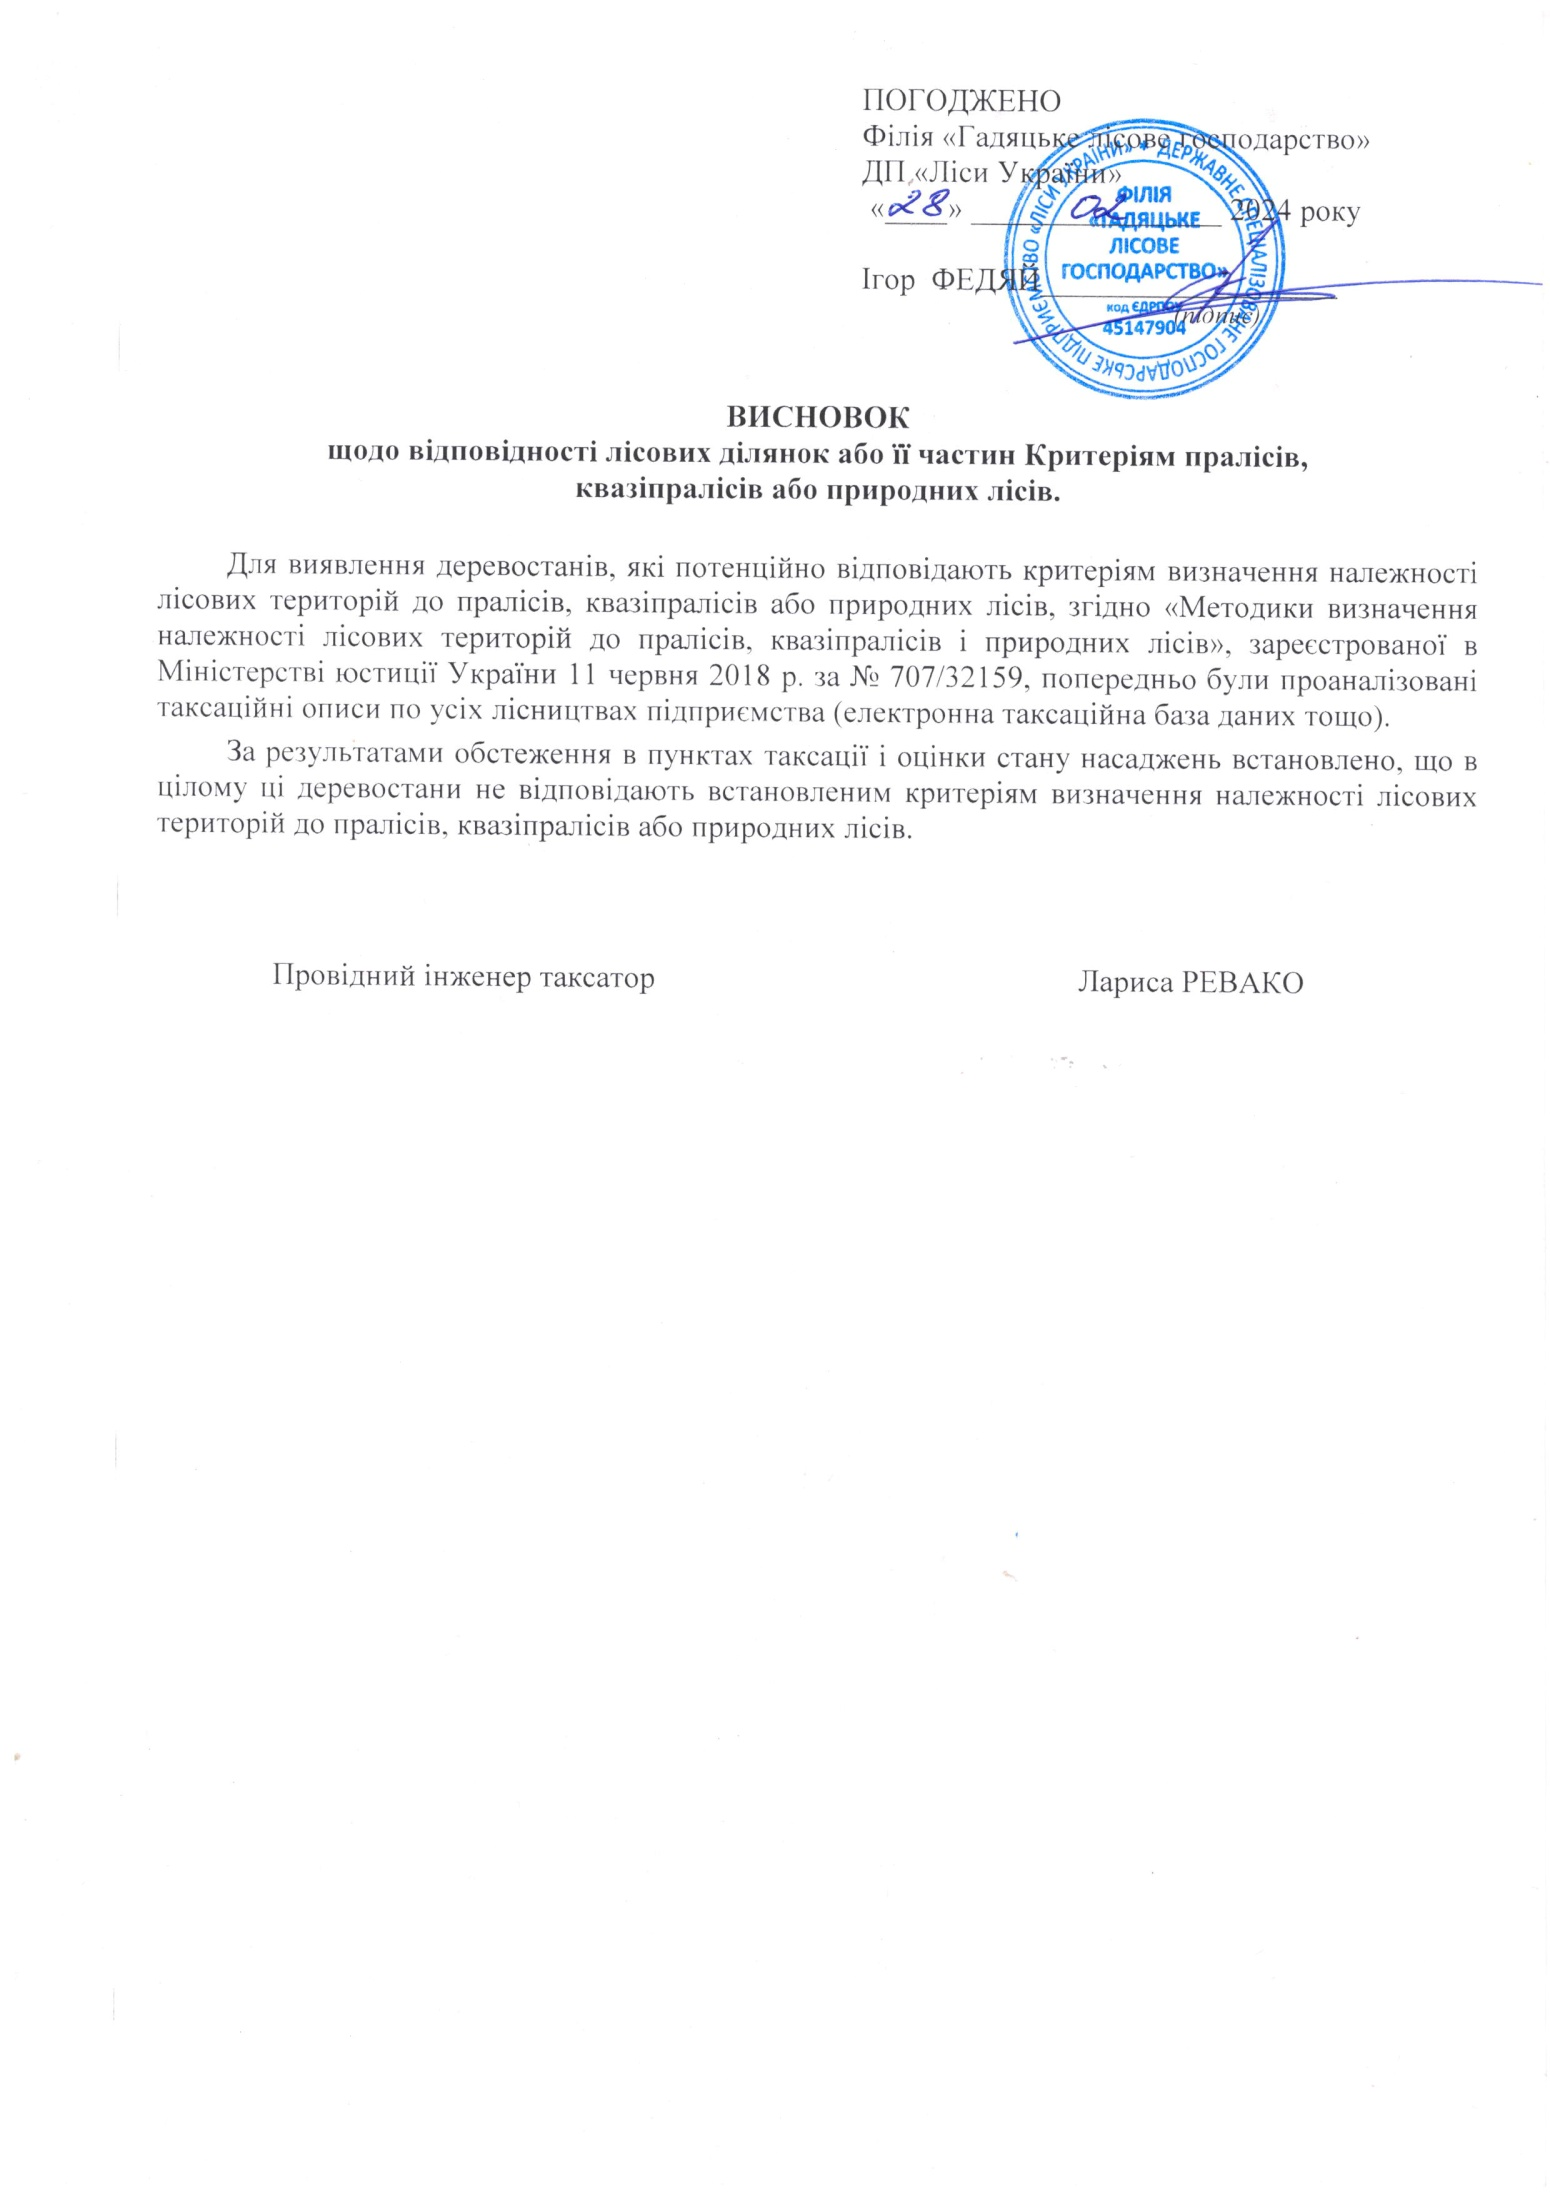 ПОГОДЖЕНО
Філія «Гадяцьке лісове господарство»
ДП «Ліси України»
«28» 02 2024 року
Ігор ФЕДЯЙ
(підпис)
ДЕРЖАВНЕ СПЕЦІАЛІЗОВАНЕ ГОСПОДАРСЬКЕ ПІДПРИЄМСТВО «ЛІСИ УКРАЇНИ» *
ФІЛІЯ
«ГАДЯЦЬКЕ
ЛІСОВЕ
ГОСПОДАРСТВО»
код ЄДРПОУ
45147904
ВИСНОВОК
щодо відповідності лісових ділянок або її частин Критеріям пралісів,
квазіпралісів або природних лісів.
Для виявлення деревостанів, які потенційно відповідають критеріям визначення належності
лісових територій до пралісів, квазіпралісів або природних лісів, згідно «Методики визначення
належності лісових територій до пралісів, квазіпралісів і природних лісів», зареєстрованої в
Міністерстві юстиції України 11 червня 2018 р. за № 707/32159, попередньо були проаналізовані
таксаційні описи по усіх лісництвах підприємства (електронна таксаційна база даних тощо).
За результатами обстеження в пунктах таксації і оцінки стану насаджень встановлено, що в
цілому ці деревостани не відповідають встановленим критеріям визначення належності лісових
територій до пралісів, квазіпралісів або природних лісів.
Провідний інженер таксатор Лариса РЕВАКО